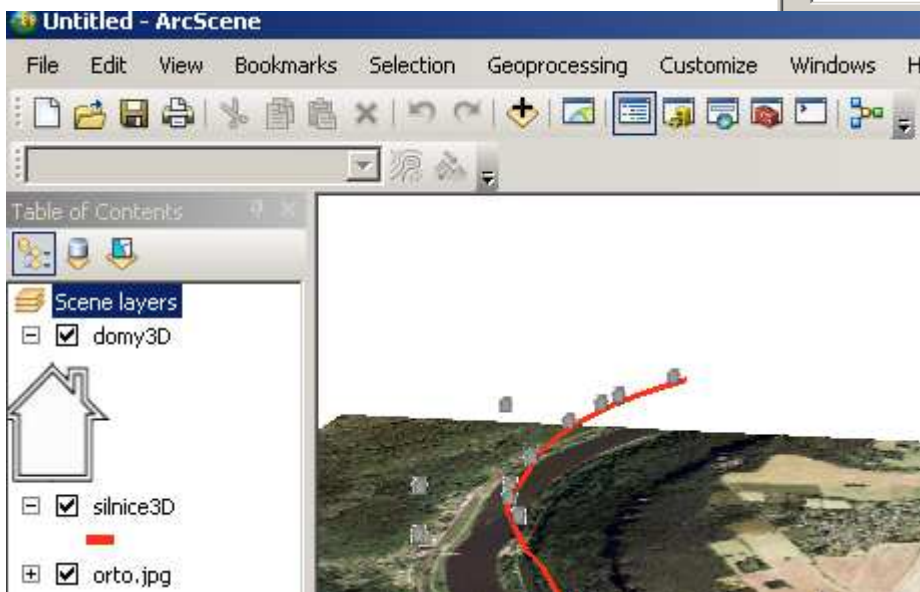 Untitled - ArcScene
File Edit View Bookmarks Selection Geoprocessing Customize Windows H
Table of Contents
Scene layers
domy3D
silnice3D
orto.jpg